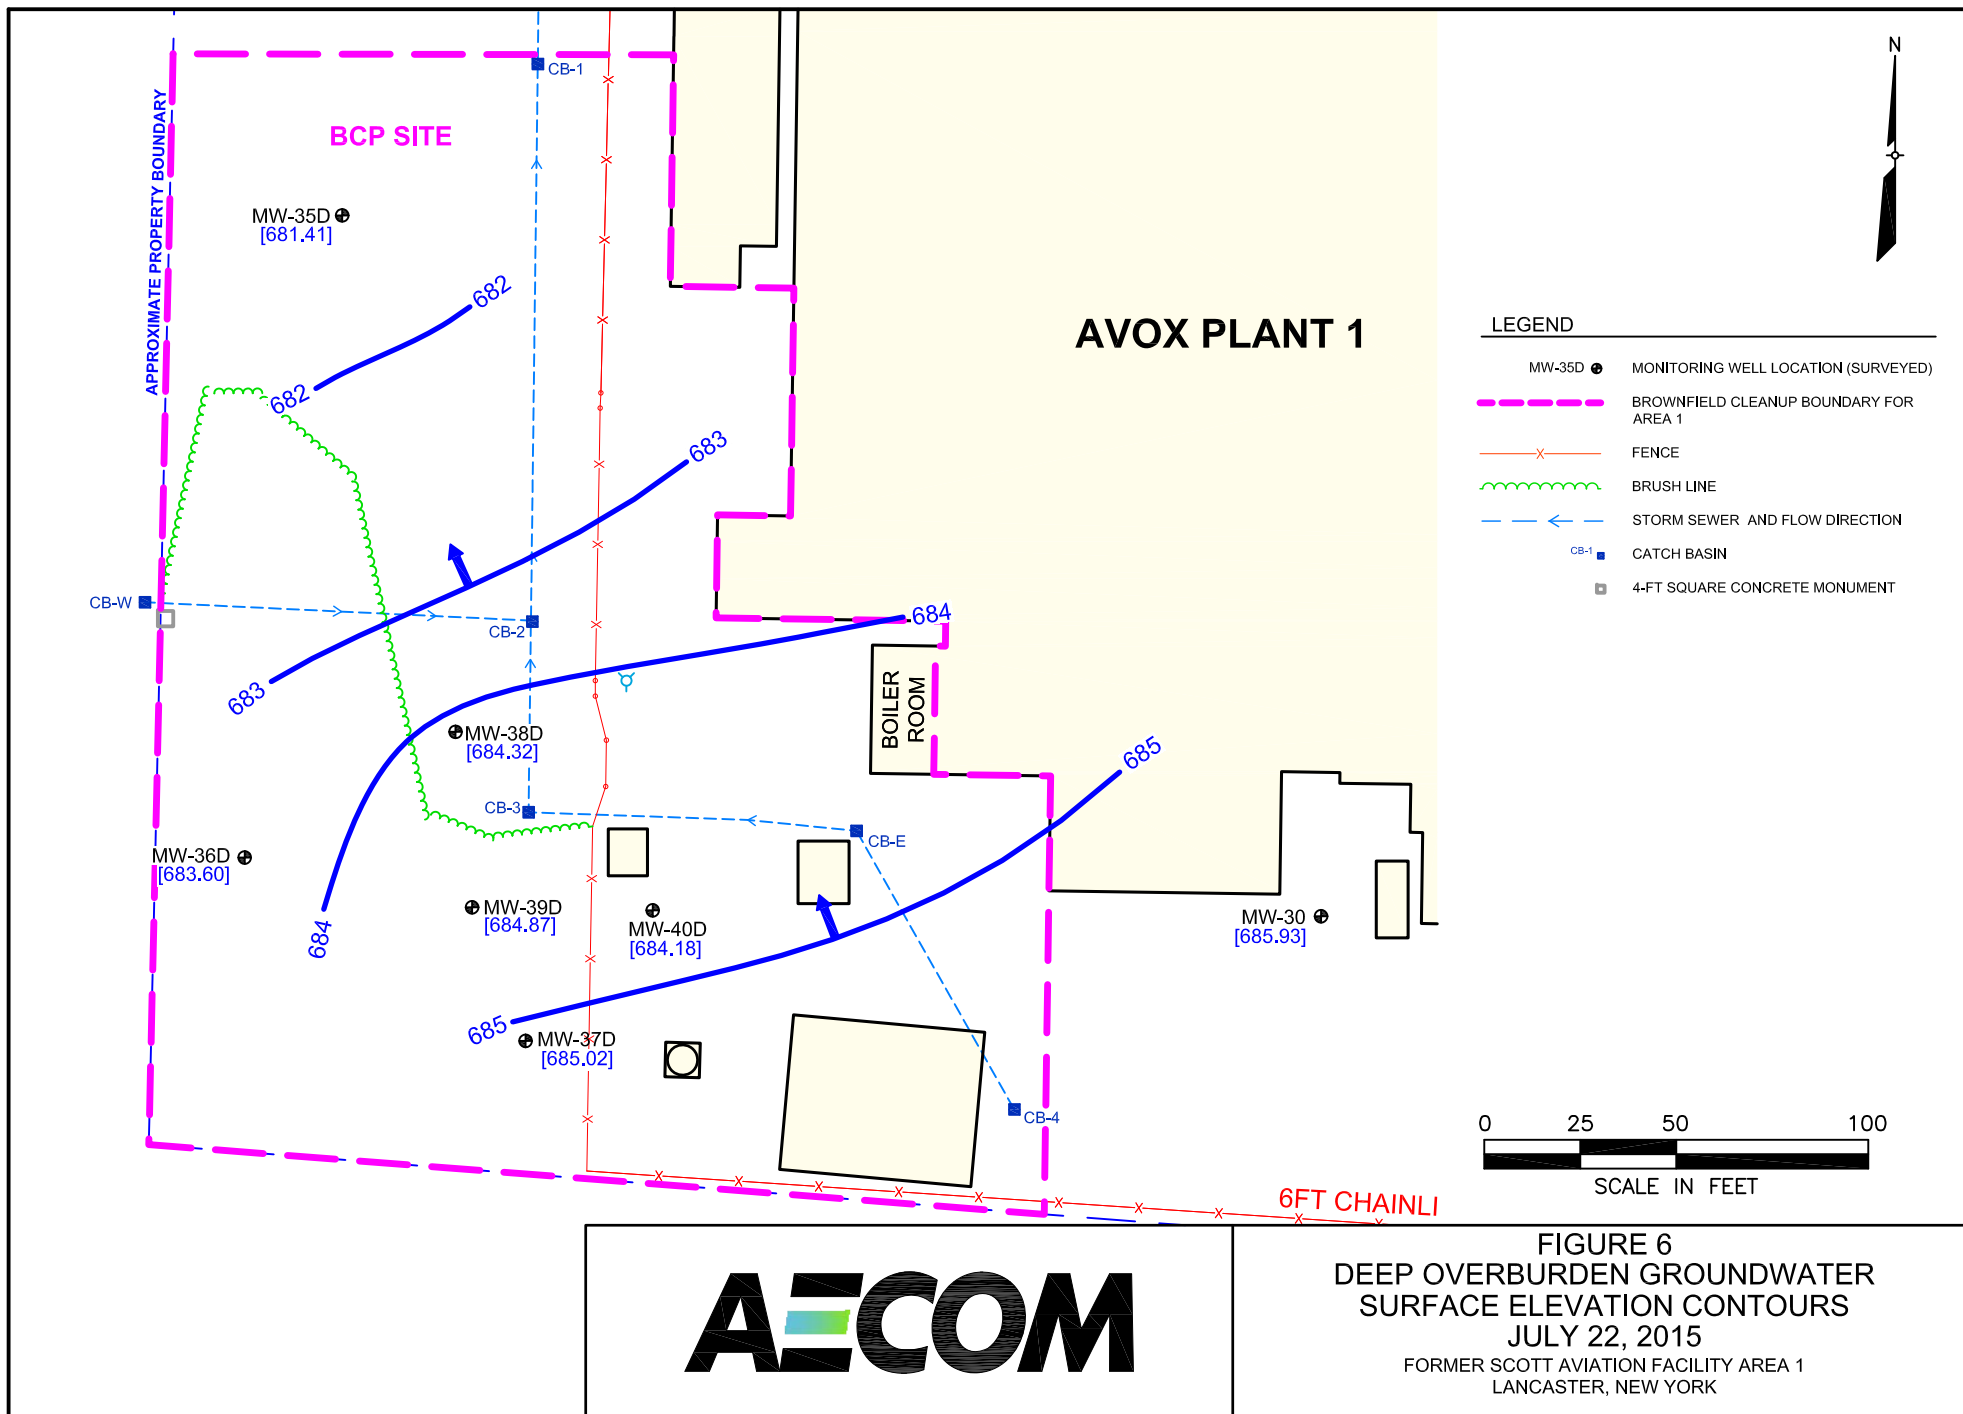 CB-1
BCP SITE
APPROXIMATE PROPERTY BOUNDARY
MW-35D
[681.41]
682
682
683
683
CB-W
CB-2
684
684
MW-38D
[684.32]
CB-3
BOILER
ROOM
685
685
CB-E
MW-36D
[683.60]
MW-39D
[684.87]
MW-40D
[684.18]
MW-37D
[685.02]
MW-30
[685.93]
CB-4
6FT CHAINLI
AVOX PLANT 1
N
LEGEND
MW-35D MONITORING WELL LOCATION (SURVEYED)
BROWNFIELD CLEANUP BOUNDARY FOR
AREA 1
X FENCE
BRUSH LINE
STORM SEWER AND FLOW DIRECTION
CB-1 CATCH BASIN
4-FT SQUARE CONCRETE MONUMENT
0 25 50 100
SCALE IN FEET
AECOM
FIGURE 6
DEEP OVERBURDEN GROUNDWATER
SURFACE ELEVATION CONTOURS
JULY 22, 2015
FORMER SCOTT AVIATION FACILITY AREA 1
LANCASTER, NEW YORK